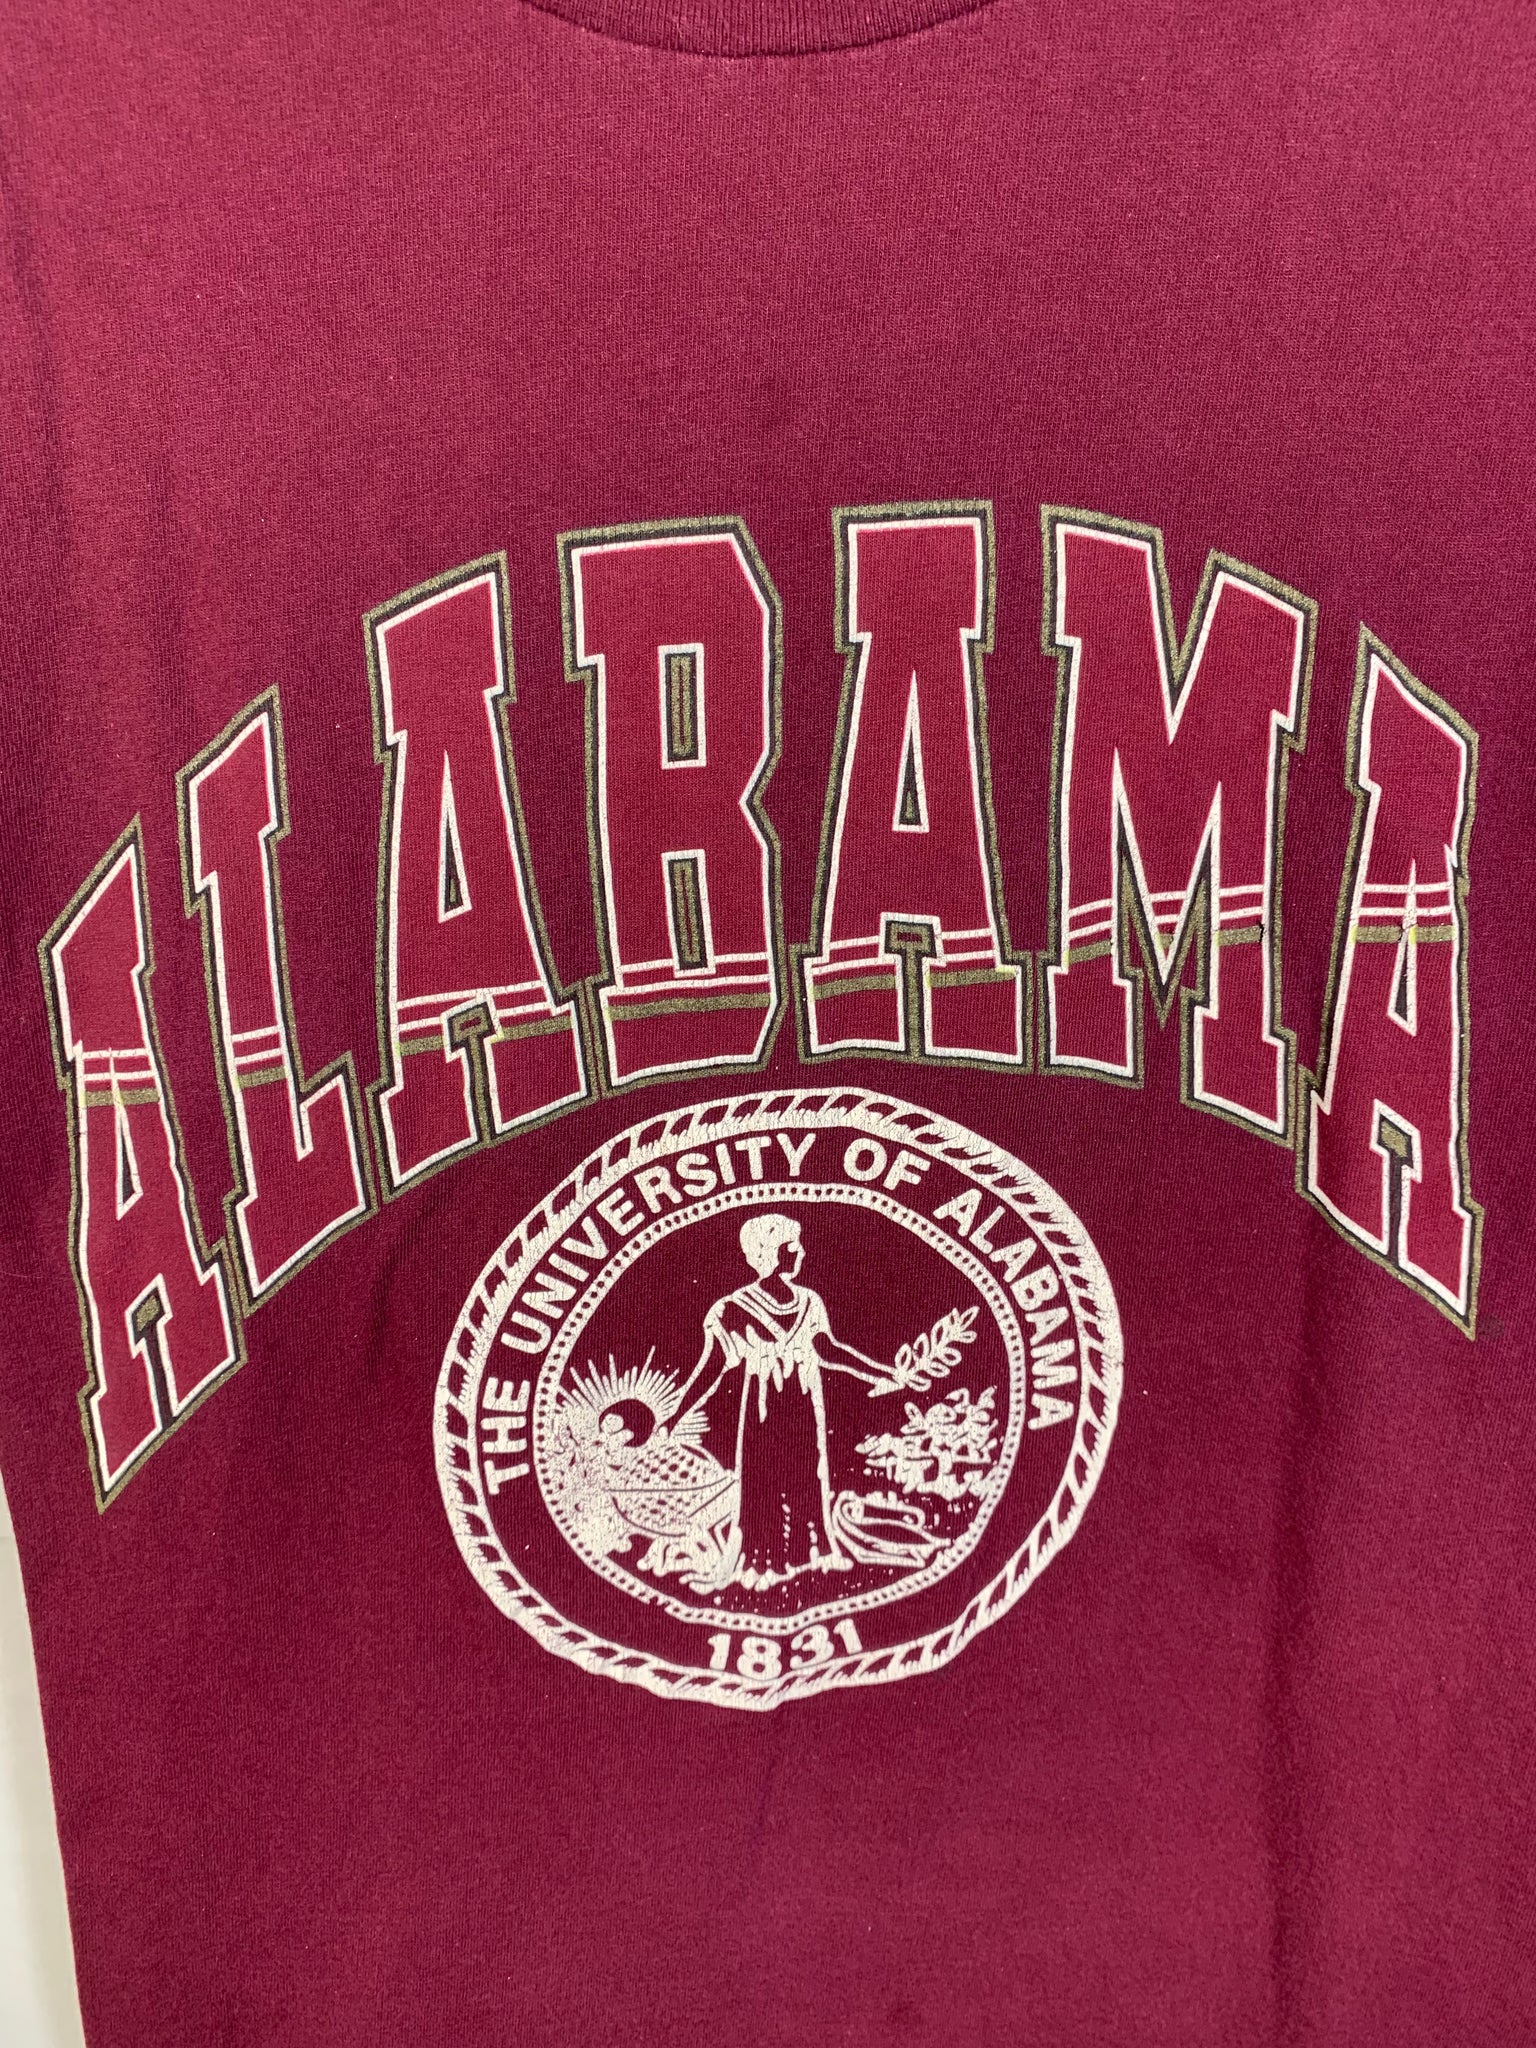 ALABAMA
THE UNIVERSITY OF ALABAMA
1831